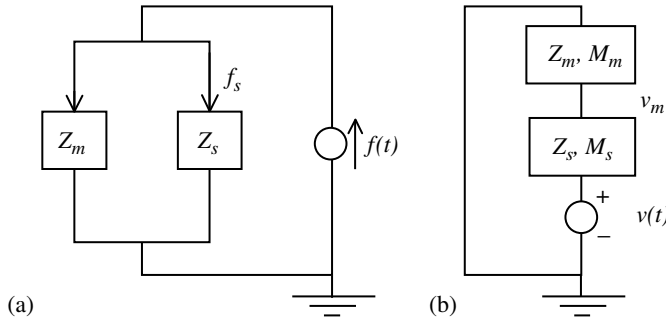 f_s
Z_m
Z_s
f(t)
(a)
Z_m, M_m
v_m
Z_s, M_s
+
v(t)
−
(b)